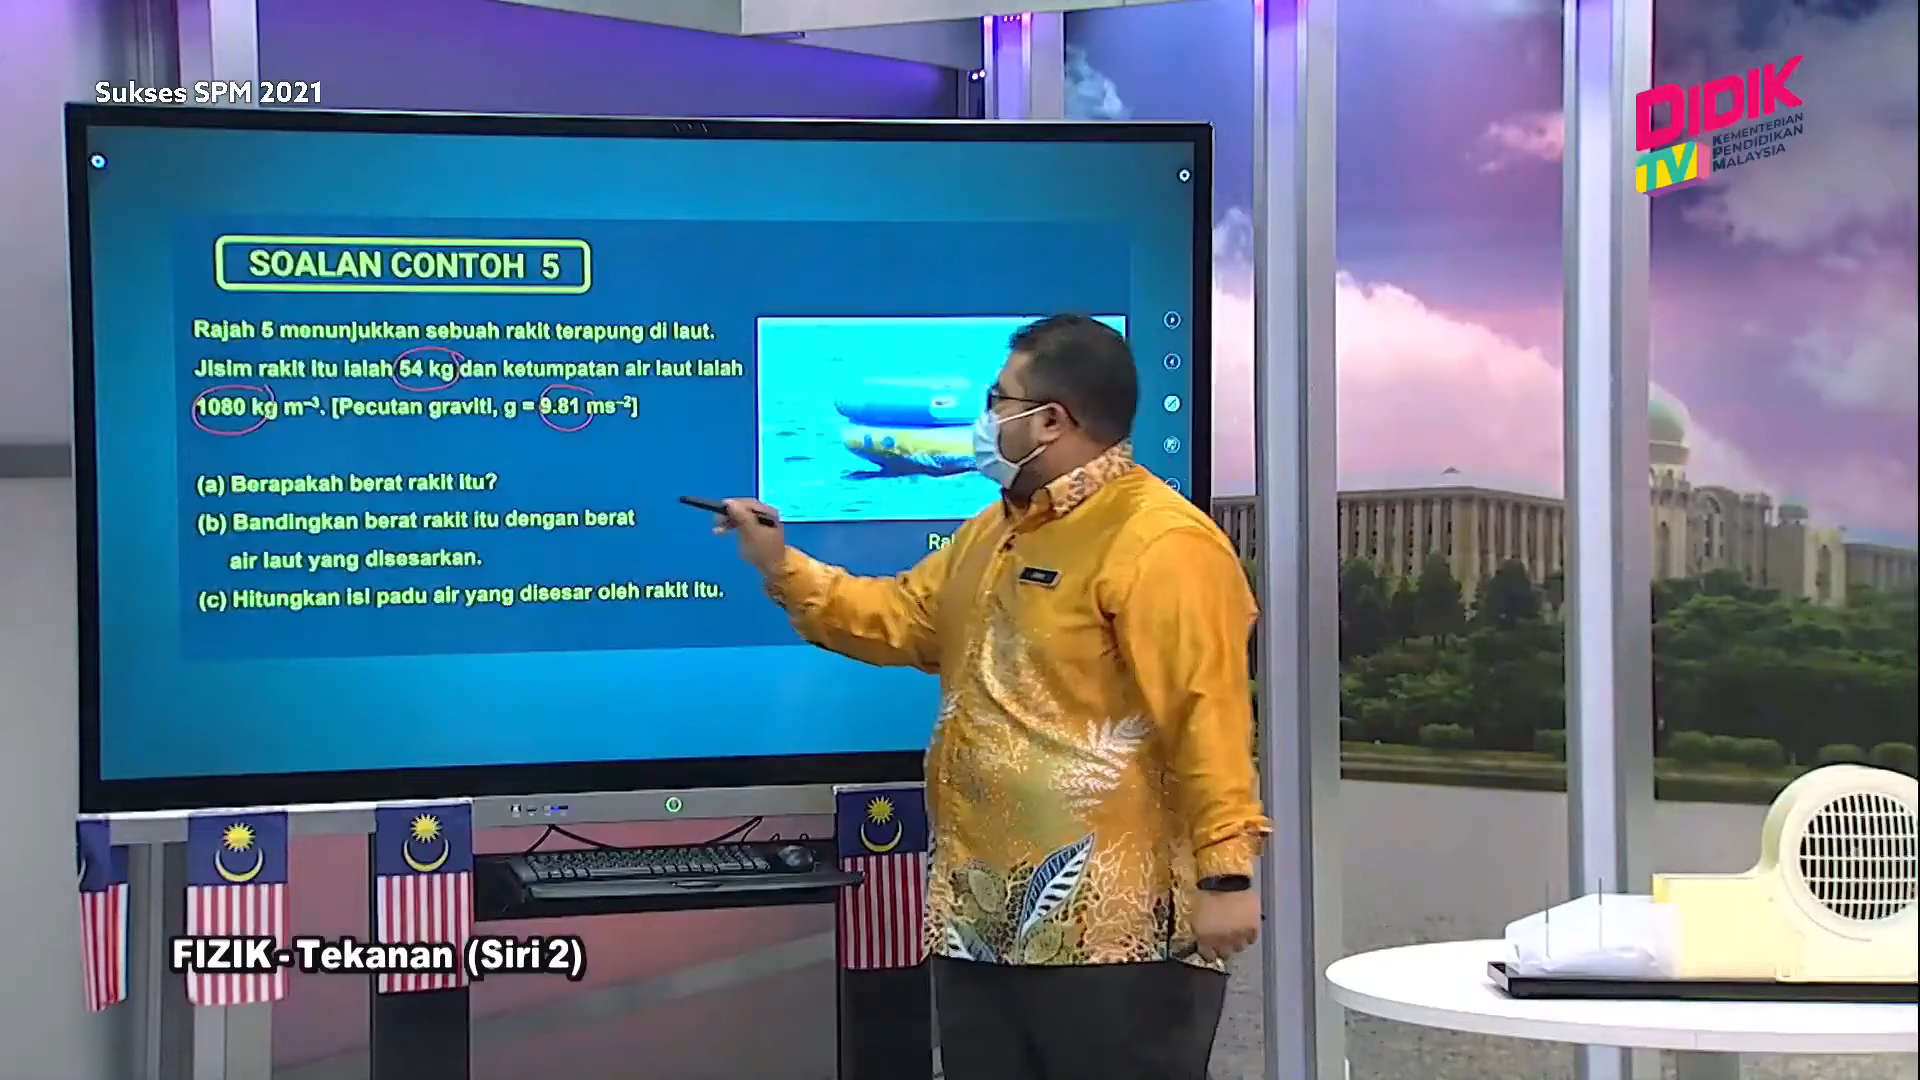 Sukses SPM 2021
DIDIK
TV
KEMENTERIAN
PENDIDIKAN
MALAYSIA
SOALAN CONTOH 5
Rajah 5 menunjukkan sebuah rakit terapung di laut.
Jisim rakit itu ialah 54 kg dan ketumpatan air laut ialah
1080 kg m⁻³. [Pecutan graviti, g = 9.81 ms⁻²]
(a) Berapakah berat rakit itu?
(b) Bandingkan berat rakit itu dengan berat
air laut yang disesarkan.
(c) Hitungkan isi padu air yang disesar oleh rakit itu.
FIZIK - Tekanan (Siri 2)